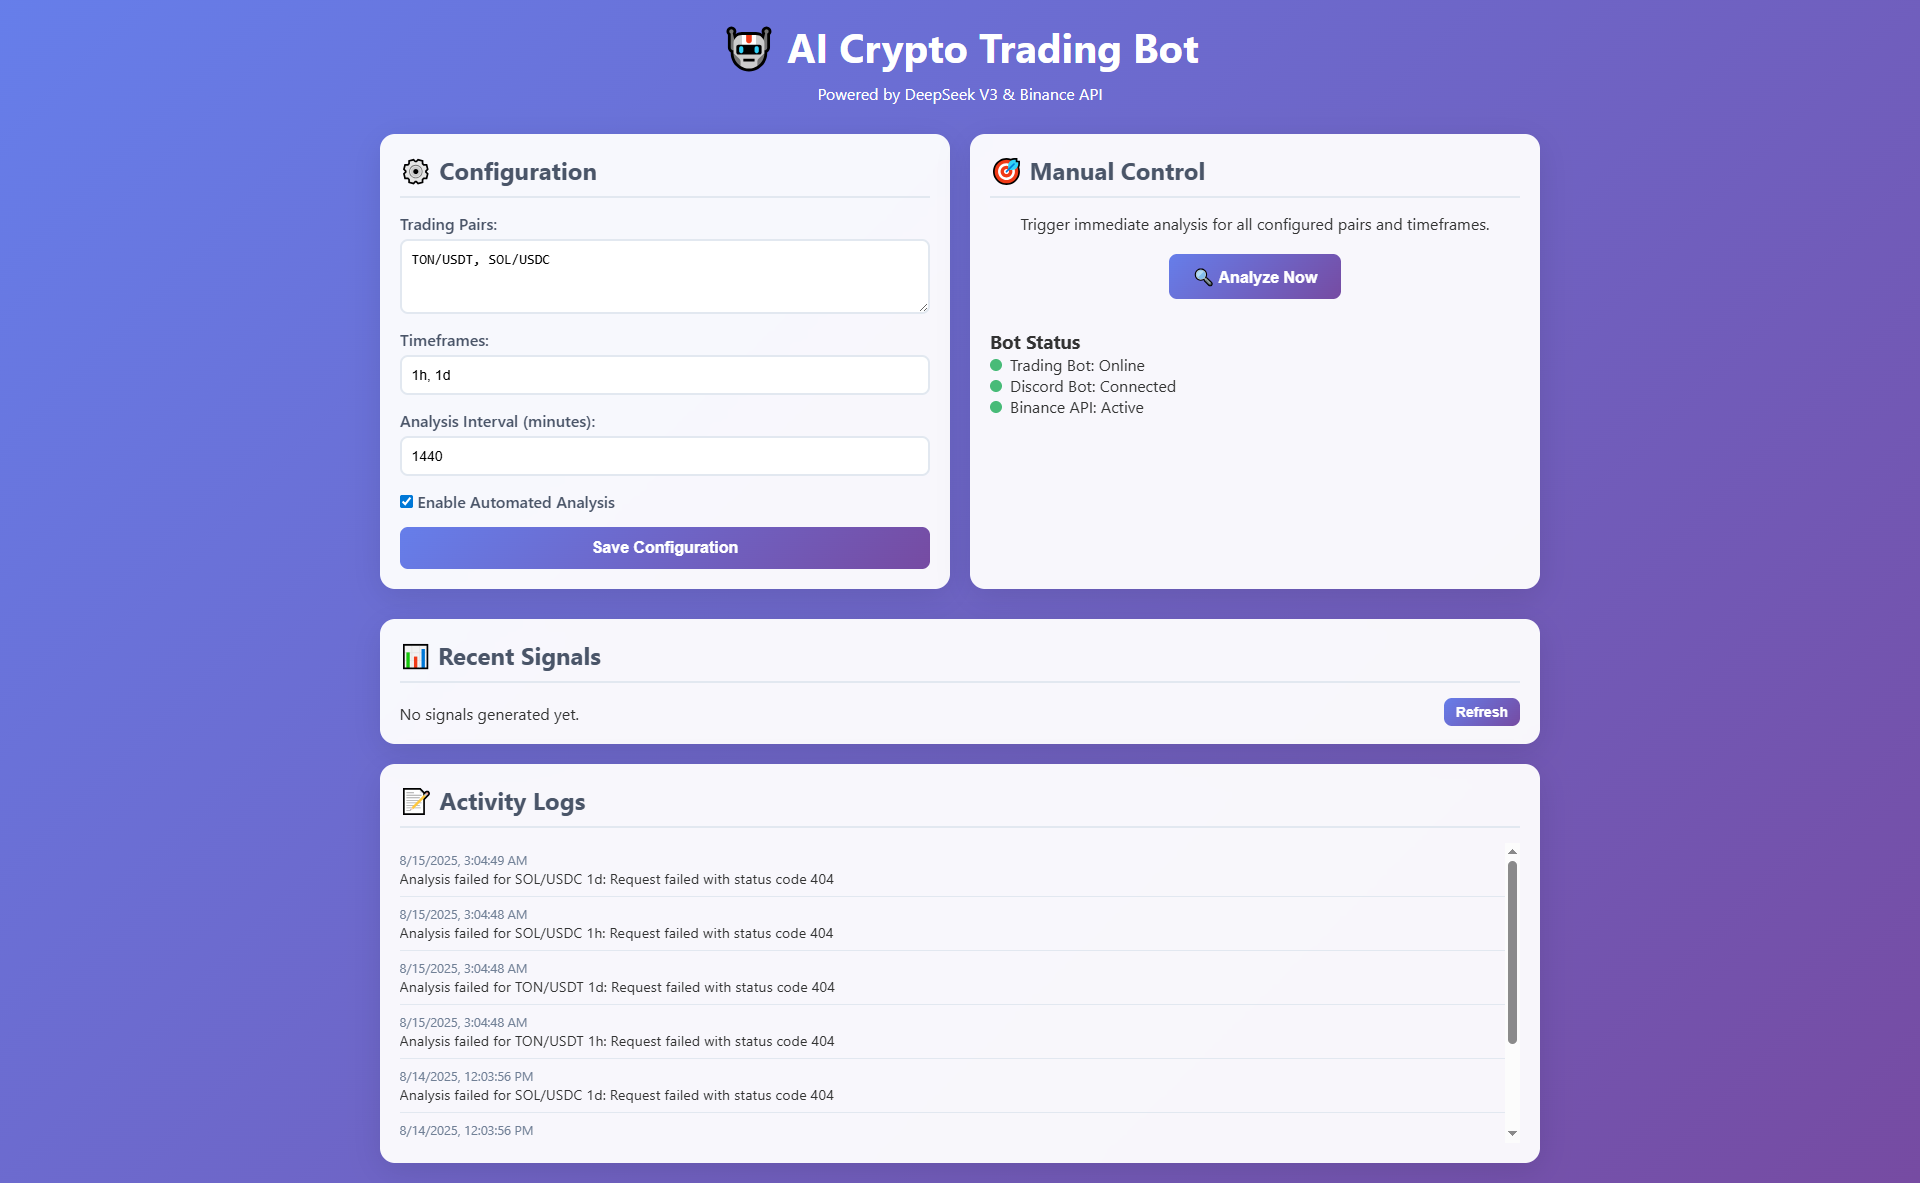 AI Crypto Trading Bot
Powered by DeepSeek V3 & Binance API
Configuration
Trading Pairs:
TON/USDT, SOL/USDC
Timeframes:
1h, 1d
Analysis Interval (minutes):
1440
Enable Automated Analysis
Save Configuration
Manual Control
Trigger immediate analysis for all configured pairs and timeframes.
Analyze Now
Bot Status
Trading Bot: Online
Discord Bot: Connected
Binance API: Active
Recent Signals
No signals generated yet.
Refresh
Activity Logs
8/15/2025, 3:04:49 AM
Analysis failed for SOL/USDC 1d: Request failed with status code 404
8/15/2025, 3:04:48 AM
Analysis failed for SOL/USDC 1h: Request failed with status code 404
8/15/2025, 3:04:48 AM
Analysis failed for TON/USDT 1d: Request failed with status code 404
8/15/2025, 3:04:48 AM
Analysis failed for TON/USDT 1h: Request failed with status code 404
8/14/2025, 12:03:56 PM
Analysis failed for SOL/USDC 1d: Request failed with status code 404
8/14/2025, 12:03:56 PM